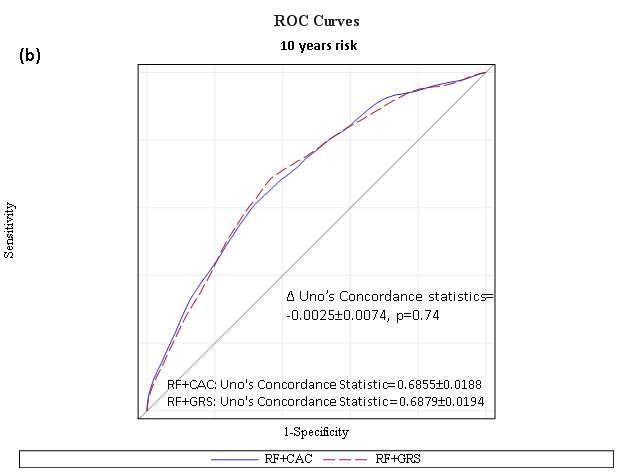 ROC Curves
10 years risk
(b)
Sensitivity
Δ Uno's Concordance statistics=
-0.0025±0.0074, p=0.74
RF+CAC: Uno's Concordance Statistic=0.6855±0.0188
RF+GRS: Uno's Concordance Statistic=0.6879±0.0194
1-Specificity
RF+CAC RF+GRS